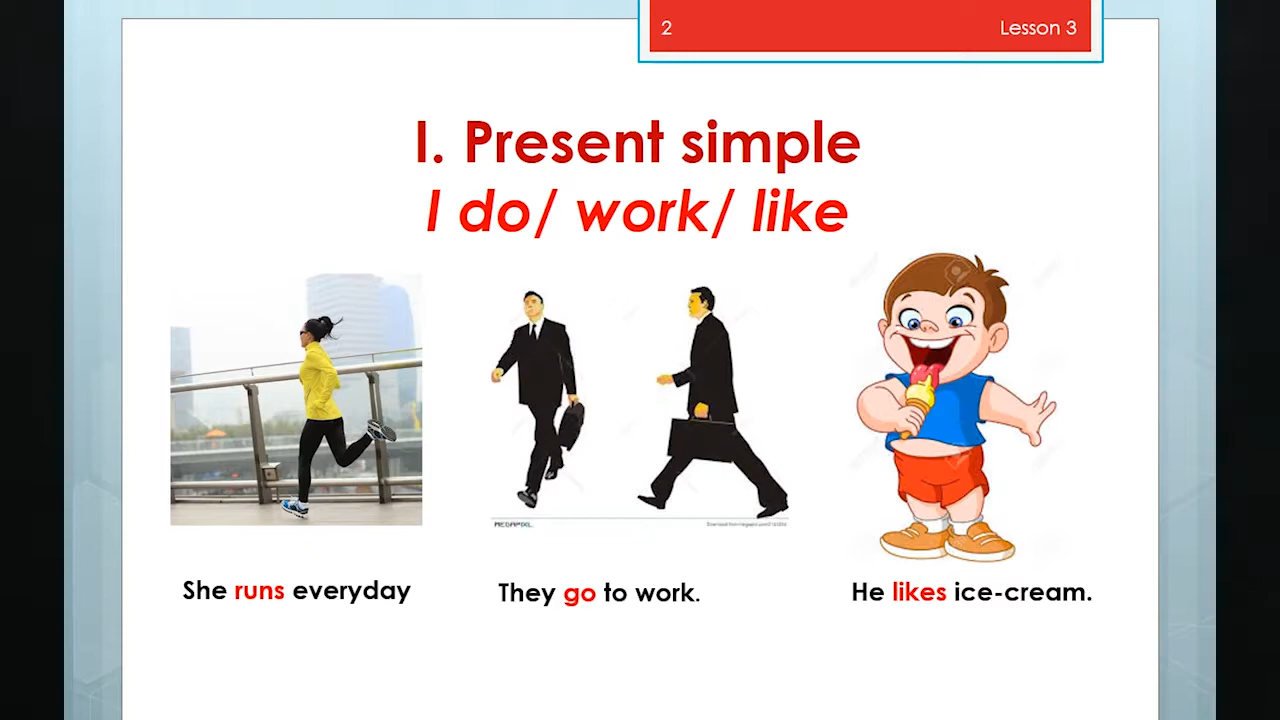 2 Lesson 3
I. Present simple
I do/ work/ like
MEGAPIXL
She runs everyday
They go to work.
He likes ice-cream.